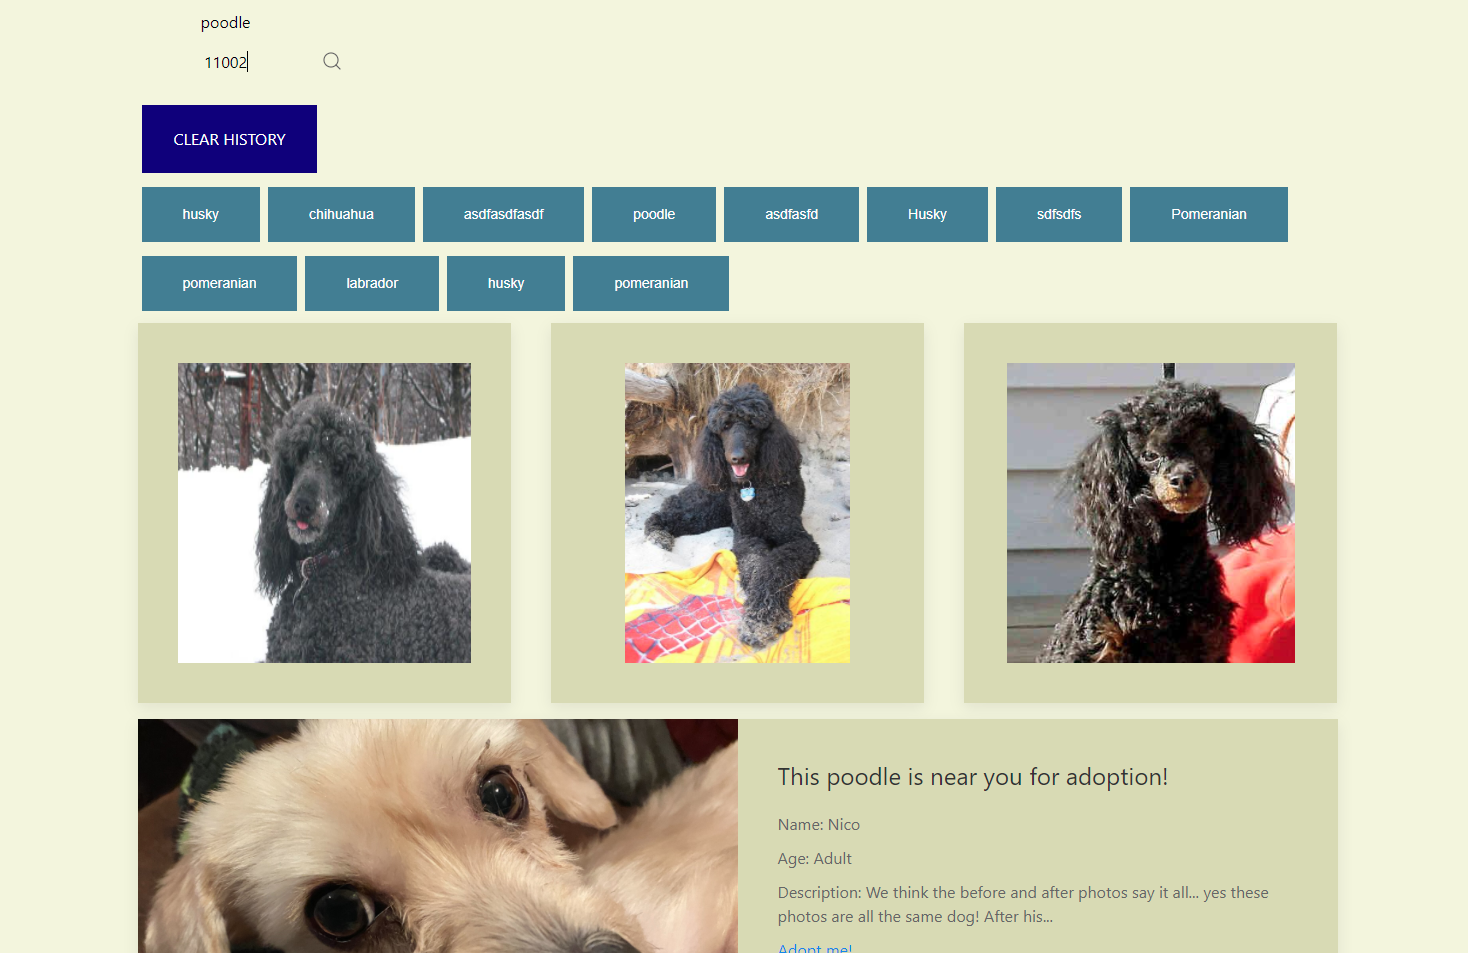 poodle
11002
CLEAR HISTORY
husky chihuahua asdfasdfasdf poodle asdfasfd Husky sdfsdfs Pomeranian
pomeranian labrador husky pomeranian
This poodle is near you for adoption!
Name: Nico
Age: Adult
Description: We think the before and after photos say it all... yes these
photos are all the same dog! After his...
Adopt me!